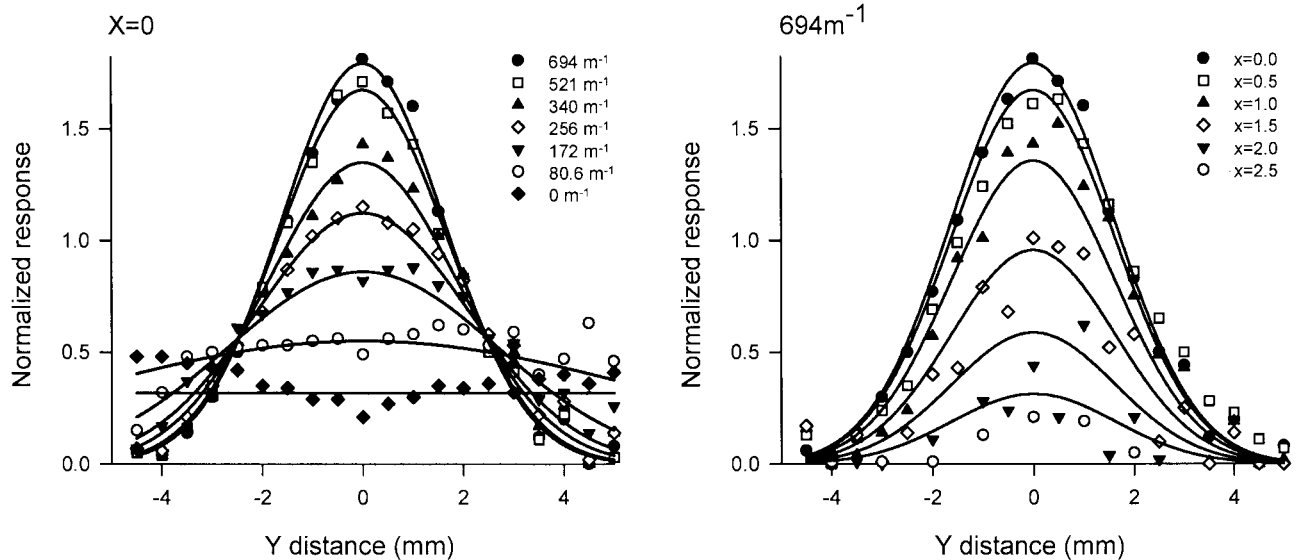 X=0
694m⁻¹
694 m⁻¹
521 m⁻¹
340 m⁻¹
256 m⁻¹
172 m⁻¹
80.6 m⁻¹
0 m⁻¹
Normalized response
1.5
1.0
0.5
0.0
-4 -2 0 2 4
Y distance (mm)
x=0.0
x=0.5
x=1.0
x=1.5
x=2.0
x=2.5
Normalized response
1.5
1.0
0.5
0.0
-4 -2 0 2 4
Y distance (mm)